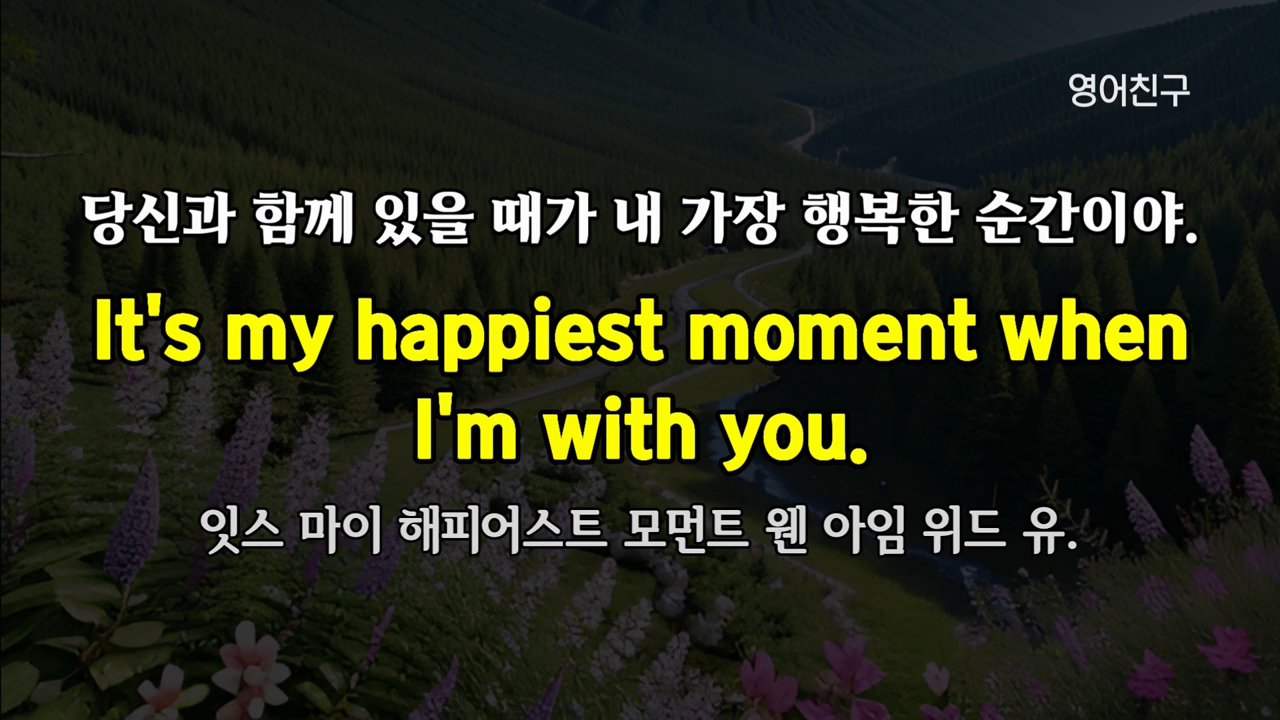 영어친구
당신과 함께 있을 때가 내 가장 행복한 순간이야.
It's my happiest moment when
I'm with you.
잇스 마이 해피어스트 모먼트 웬 아임 위드 유.